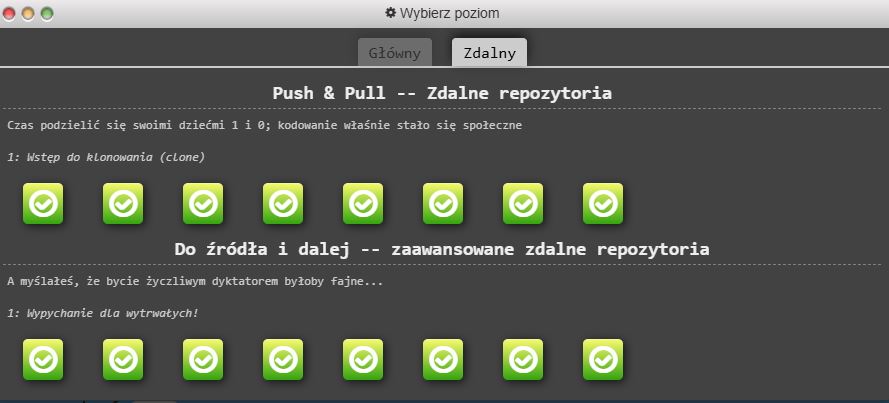 Wybierz poziom
Główny Zdalny
Push & Pull -- Zdalne repozytoria
Czas podzielić się swoimi dziećmi 1 i 0; kodowanie właśnie stało się społeczne
1: Wstęp do klonowania (clone)
Do źródła i dalej -- zaawansowane zdalne repozytoria
A myślałeś, że bycie życzliwym dyktatorem byłoby fajne...
1: Wypychanie dla wytrwałych!